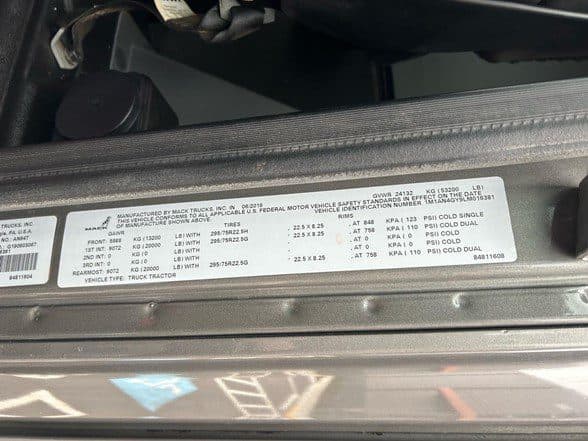 TRUCKS, INC.
Pa, U.S.A.
NO.: AN64T
84811604
MACK
MANUFACTURED BY MACK TRUCKS, INC. IN 06/2019
THIS VEHICLE CONFORMS TO ALL APPLICABLE U.S. FEDERAL MOTOR VEHICLE SAFETY STANDARDS IN EFFECT ON THE DATE
OF MANUFACTURE SHOWN ABOVE.
GVWR 24132 KG (53200 LB)
VEHICLE IDENTIFICATION NUMBER: 1M1AN4GY9LM016381
GAWR TIRES RIMS
FRONT: 5988 KG (13200 LB) WITH 295/75R22.5H , 22.5 X 8.25 , AT 848 KPA ( 123 PSI) COLD SINGLE
1ST INT: 9072 KG (20000 LB) WITH 295/75R22.5G , 22.5 X 8.25 , AT 758 KPA ( 110 PSI) COLD DUAL
2ND INT: 0 KG ( 0 LB) WITH , AT 0 KPA ( 0 PSI) COLD
3RD INT: 0 KG ( 0 LB) WITH , AT 0 KPA ( 0 PSI) COLD
REARMOST: 9072 KG (20000 LB) WITH 295/75R22.5G , 22.5 X 8.25 , AT 758 KPA ( 110 PSI) COLD DUAL
VEHICLE TYPE: TRUCK TRACTOR
84811608